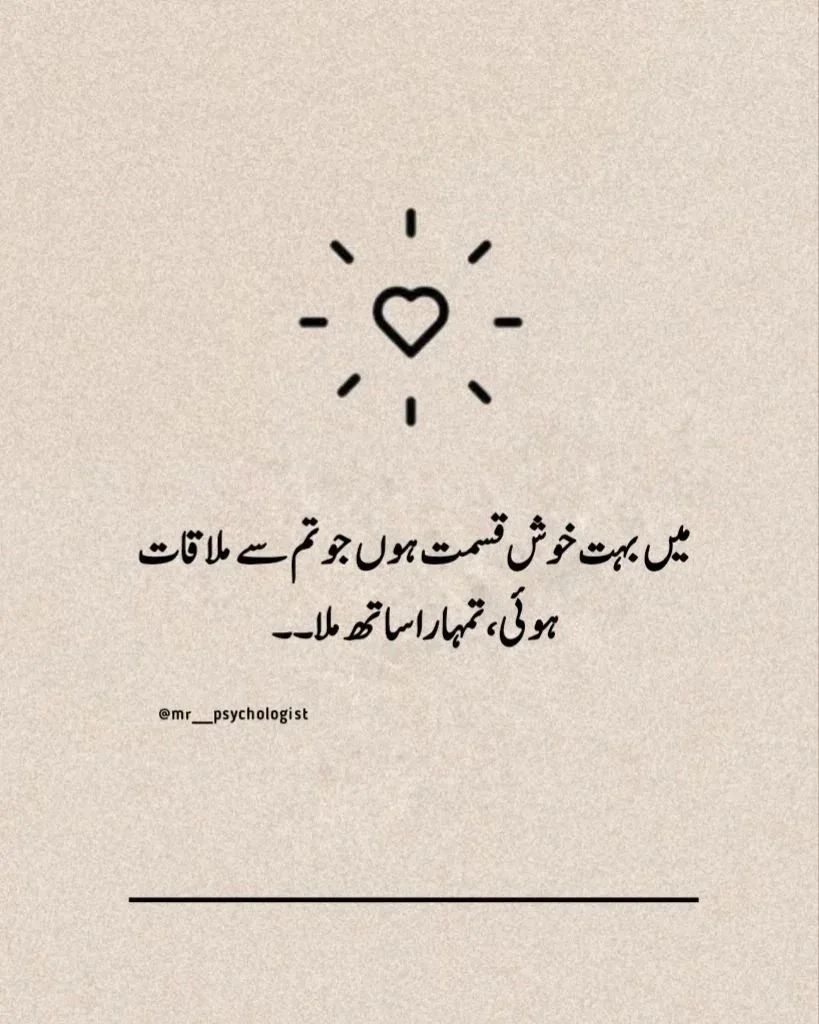 میں بہت خوش قسمت ہوں جو تم سے ملاقات
ہوئی، تمہارا ساتھ ملا۔۔
@mr__psychologist